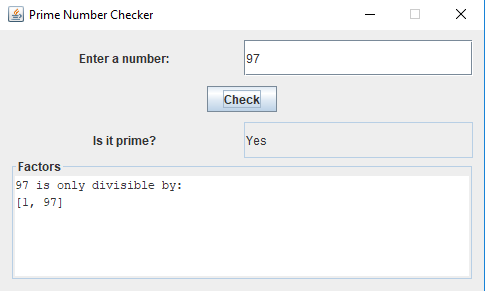 Prime Number Checker
Enter a number: 97
Check
Is it prime? Yes
Factors
97 is only divisible by:
[1, 97]